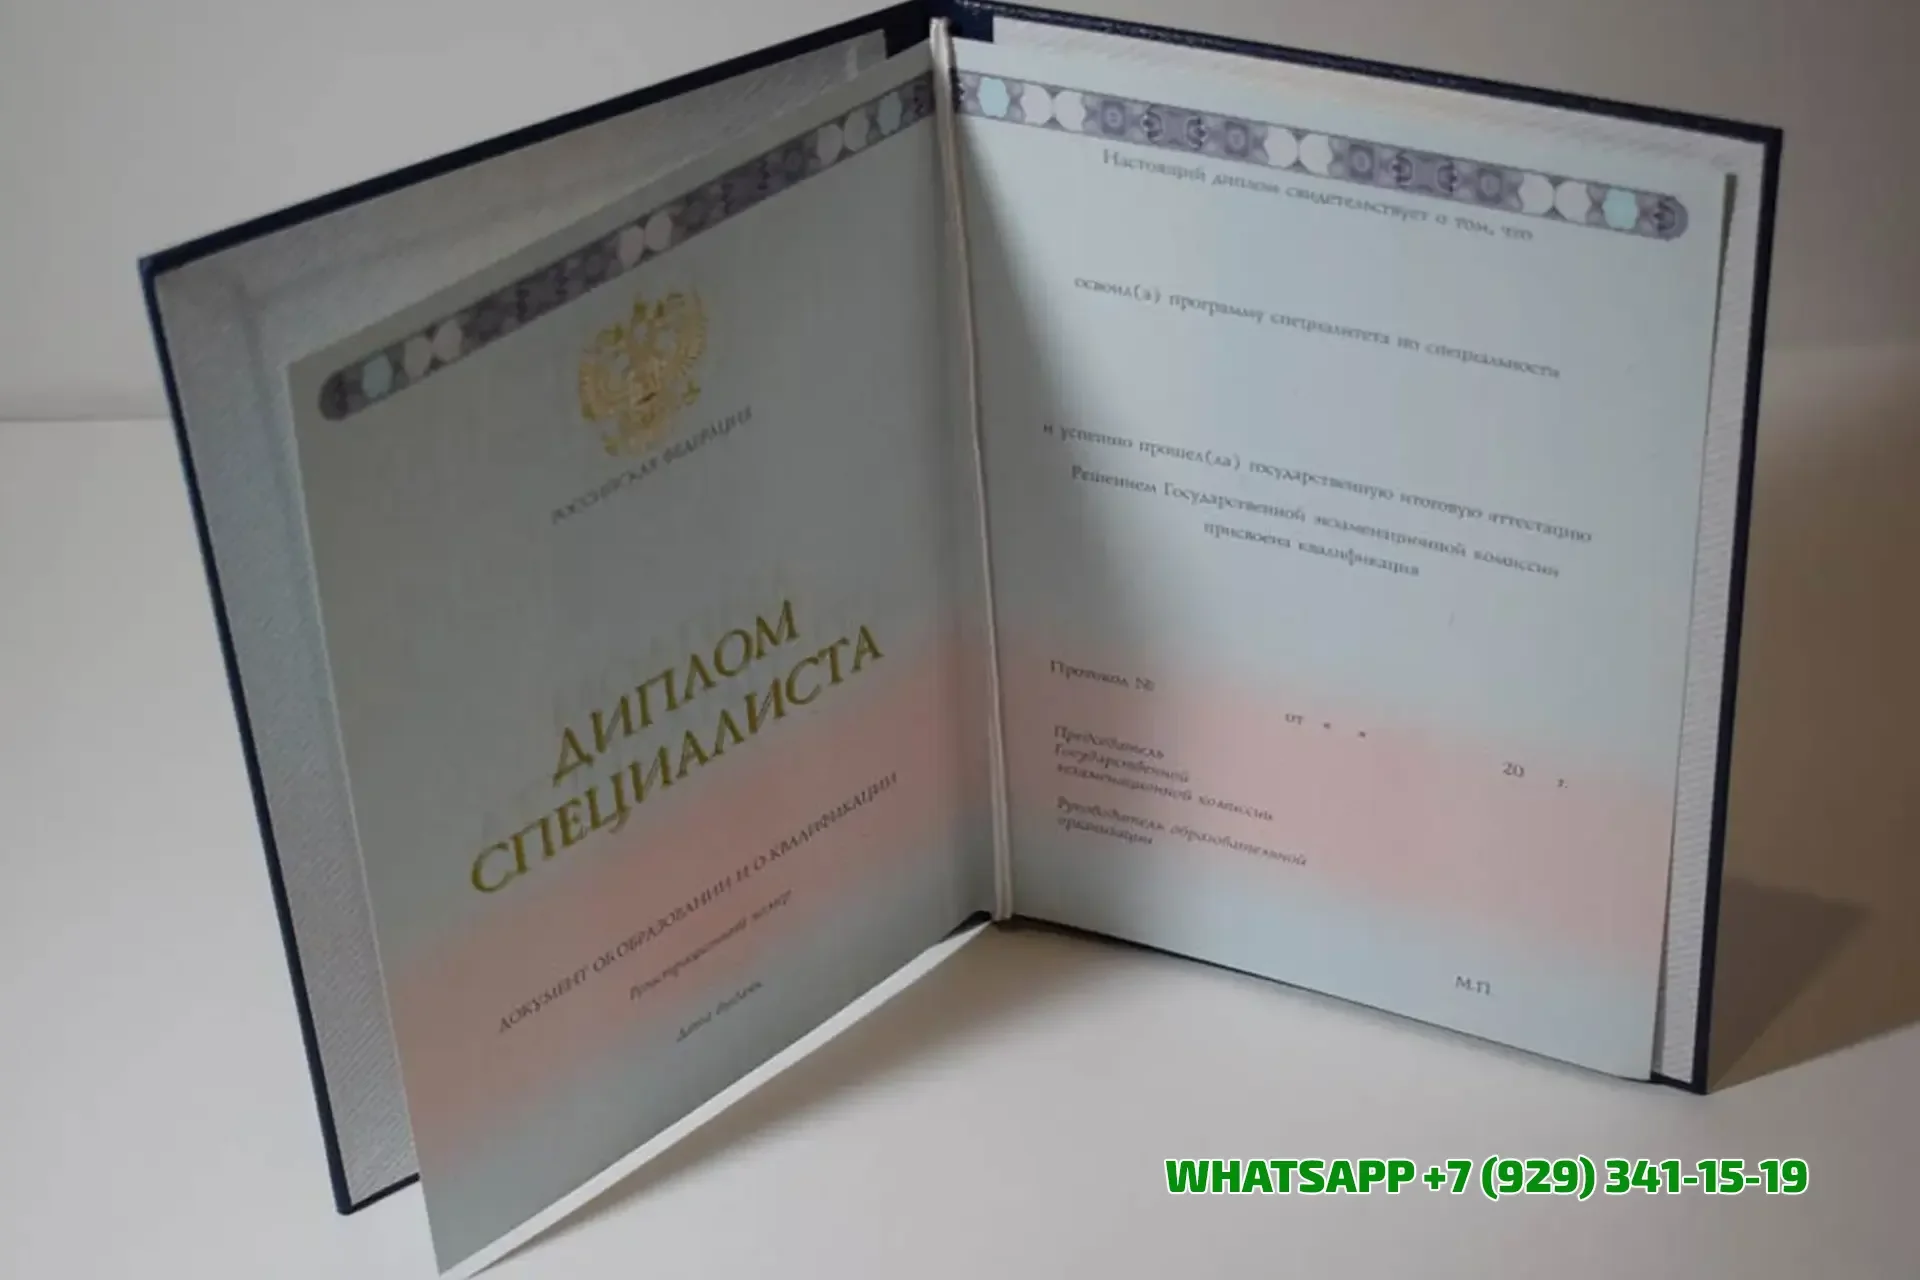 РОССИЙСКАЯ ФЕДЕРАЦИЯ
ДИПЛОМ
СПЕЦИАЛИСТА
ДОКУМЕНТ ОБ ОБРАЗОВАНИИ И О КВАЛИФИКАЦИИ
Регистрационный номер
Дата выдачи
Настоящий диплом свидетельствует о том, что
освоил(а) программу специалитета по специальности
и успешно прошел(ла) государственную итоговую аттестацию
Решением Государственной экзаменационной комиссии
присвоена квалификация
Протокол №
от « » 20 г.
Председатель
Государственной
экзаменационной комиссии
Руководитель образовательной
организации
М.П.
WHATSAPP +7 (929) 341-15-19